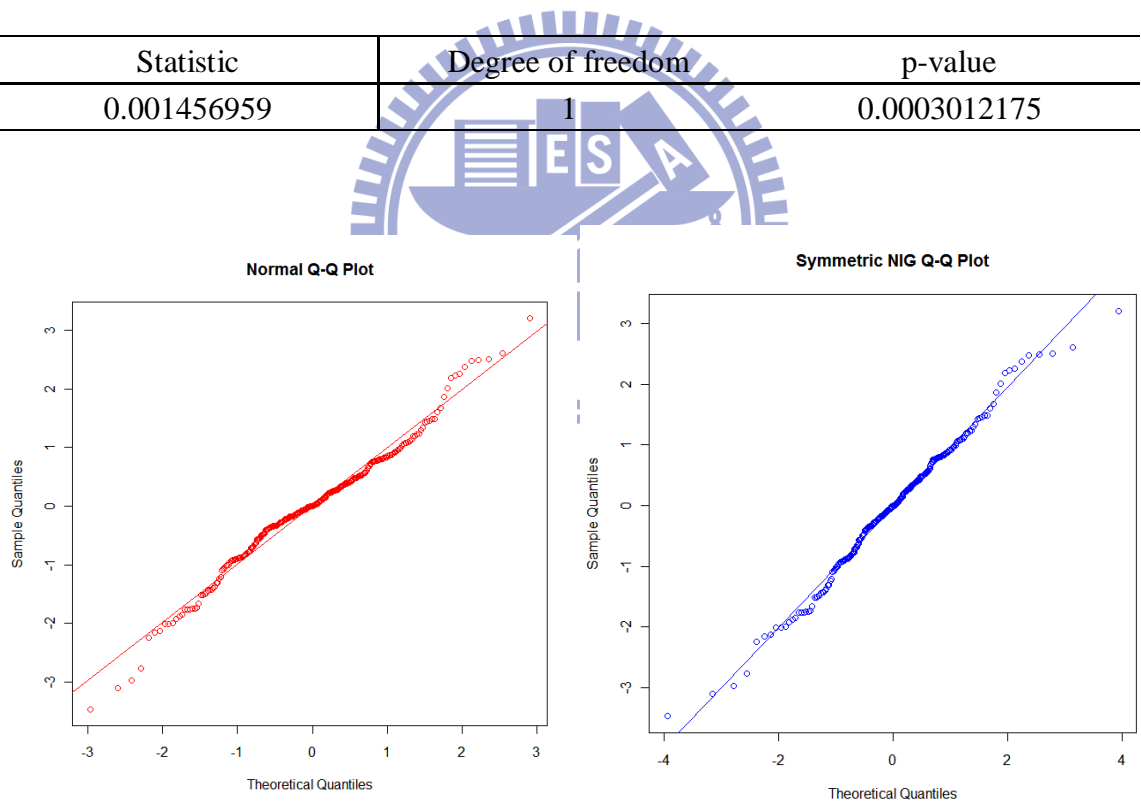 Statistic Degree of freedom p-value
0.001456959 1 0.0003012175
E S A
Normal Q-Q Plot
Sample Quantiles
3
2
1
0
-1
-2
-3
-3 -2 -1 0 1 2 3
Theoretical Quantiles
Symmetric NIG Q-Q Plot
Sample Quantiles
3
2
1
0
-1
-2
-3
-4 -2 0 2 4
Theoretical Quantiles